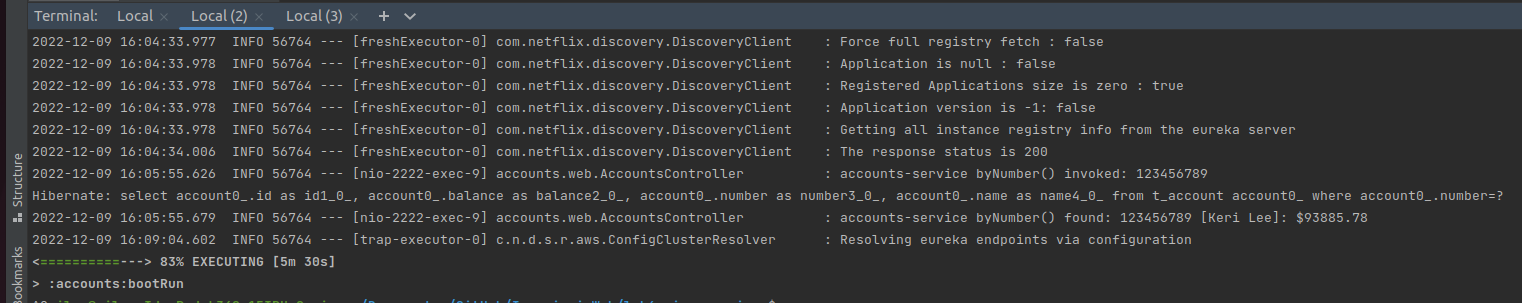 Terminal: Local × Local (2) × Local (3) × + 
2022-12-09 16:04:33.977  INFO 56764 --- [freshExecutor-0] com.netflix.discovery.DiscoveryClient    : Force full registry fetch : false
2022-12-09 16:04:33.978  INFO 56764 --- [freshExecutor-0] com.netflix.discovery.DiscoveryClient    : Application is null : false
2022-12-09 16:04:33.978  INFO 56764 --- [freshExecutor-0] com.netflix.discovery.DiscoveryClient    : Registered Applications size is zero : true
2022-12-09 16:04:33.978  INFO 56764 --- [freshExecutor-0] com.netflix.discovery.DiscoveryClient    : Application version is -1: false
2022-12-09 16:04:33.978  INFO 56764 --- [freshExecutor-0] com.netflix.discovery.DiscoveryClient    : Getting all instance registry info from the eureka server
2022-12-09 16:04:34.006  INFO 56764 --- [freshExecutor-0] com.netflix.discovery.DiscoveryClient    : The response status is 200
2022-12-09 16:05:55.626  INFO 56764 --- [nio-2222-exec-9] accounts.web.AccountsController          : accounts-service byNumber() invoked: 123456789
Hibernate: select account0_.id as id1_0_, account0_.balance as balance2_0_, account0_.number as number3_0_, account0_.name as name4_0_ from t_account account0_ where account0_.number=?
2022-12-09 16:05:55.679  INFO 56764 --- [nio-2222-exec-9] accounts.web.AccountsController          : accounts-service byNumber() found: 123456789 [Keri Lee]: $93885.78
2022-12-09 16:09:04.602  INFO 56764 --- [trap-executor-0] c.n.d.s.r.aws.ConfigClusterResolver      : Resolving eureka endpoints via configuration
<==========---> 83% EXECUTING [5m 30s]
> :accounts:bootRun
Structure
Bookmarks